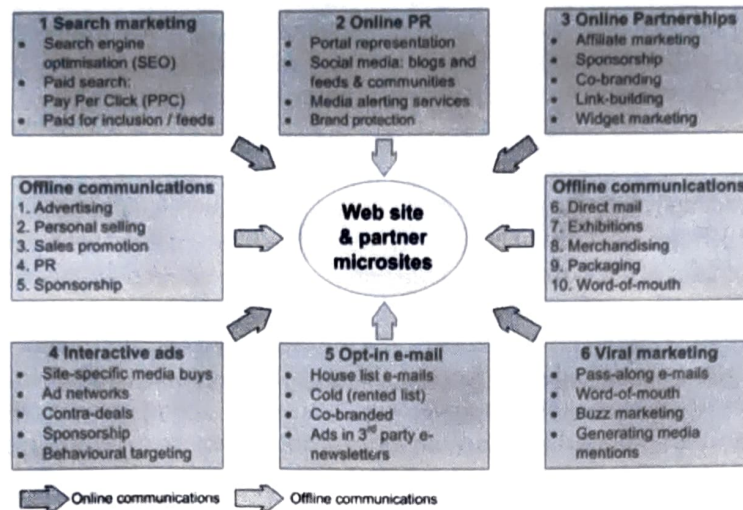 1 Search marketing
• Search engine
optimisation (SEO)
• Paid search:
Pay Per Click (PPC)
• Paid for inclusion / feeds
2 Online PR
• Portal representation
• Social media: blogs and
feeds & communities
• Media alerting services
• Brand protection
3 Online Partnerships
• Affiliate marketing
• Sponsorship
• Co-branding
• Link-building
• Widget marketing
Offline communications
1. Advertising
2. Personal selling
3. Sales promotion
4. PR
5. Sponsorship
Web site
& partner
microsites
Offline communications
6. Direct mail
7. Exhibitions
8. Merchandising
9. Packaging
10. Word-of-mouth
4 Interactive ads
• Site-specific media buys
• Ad networks
• Contra-deals
• Sponsorship
• Behavioural targeting
5 Opt-in e-mail
• House list e-mails
• Cold (rented list)
• Co-branded
• Ads in 3rd party e-
newsletters
6 Viral marketing
• Pass-along e-mails
• Word-of-mouth
• Buzz marketing
• Generating media
mentions
Online communications
Offline communications